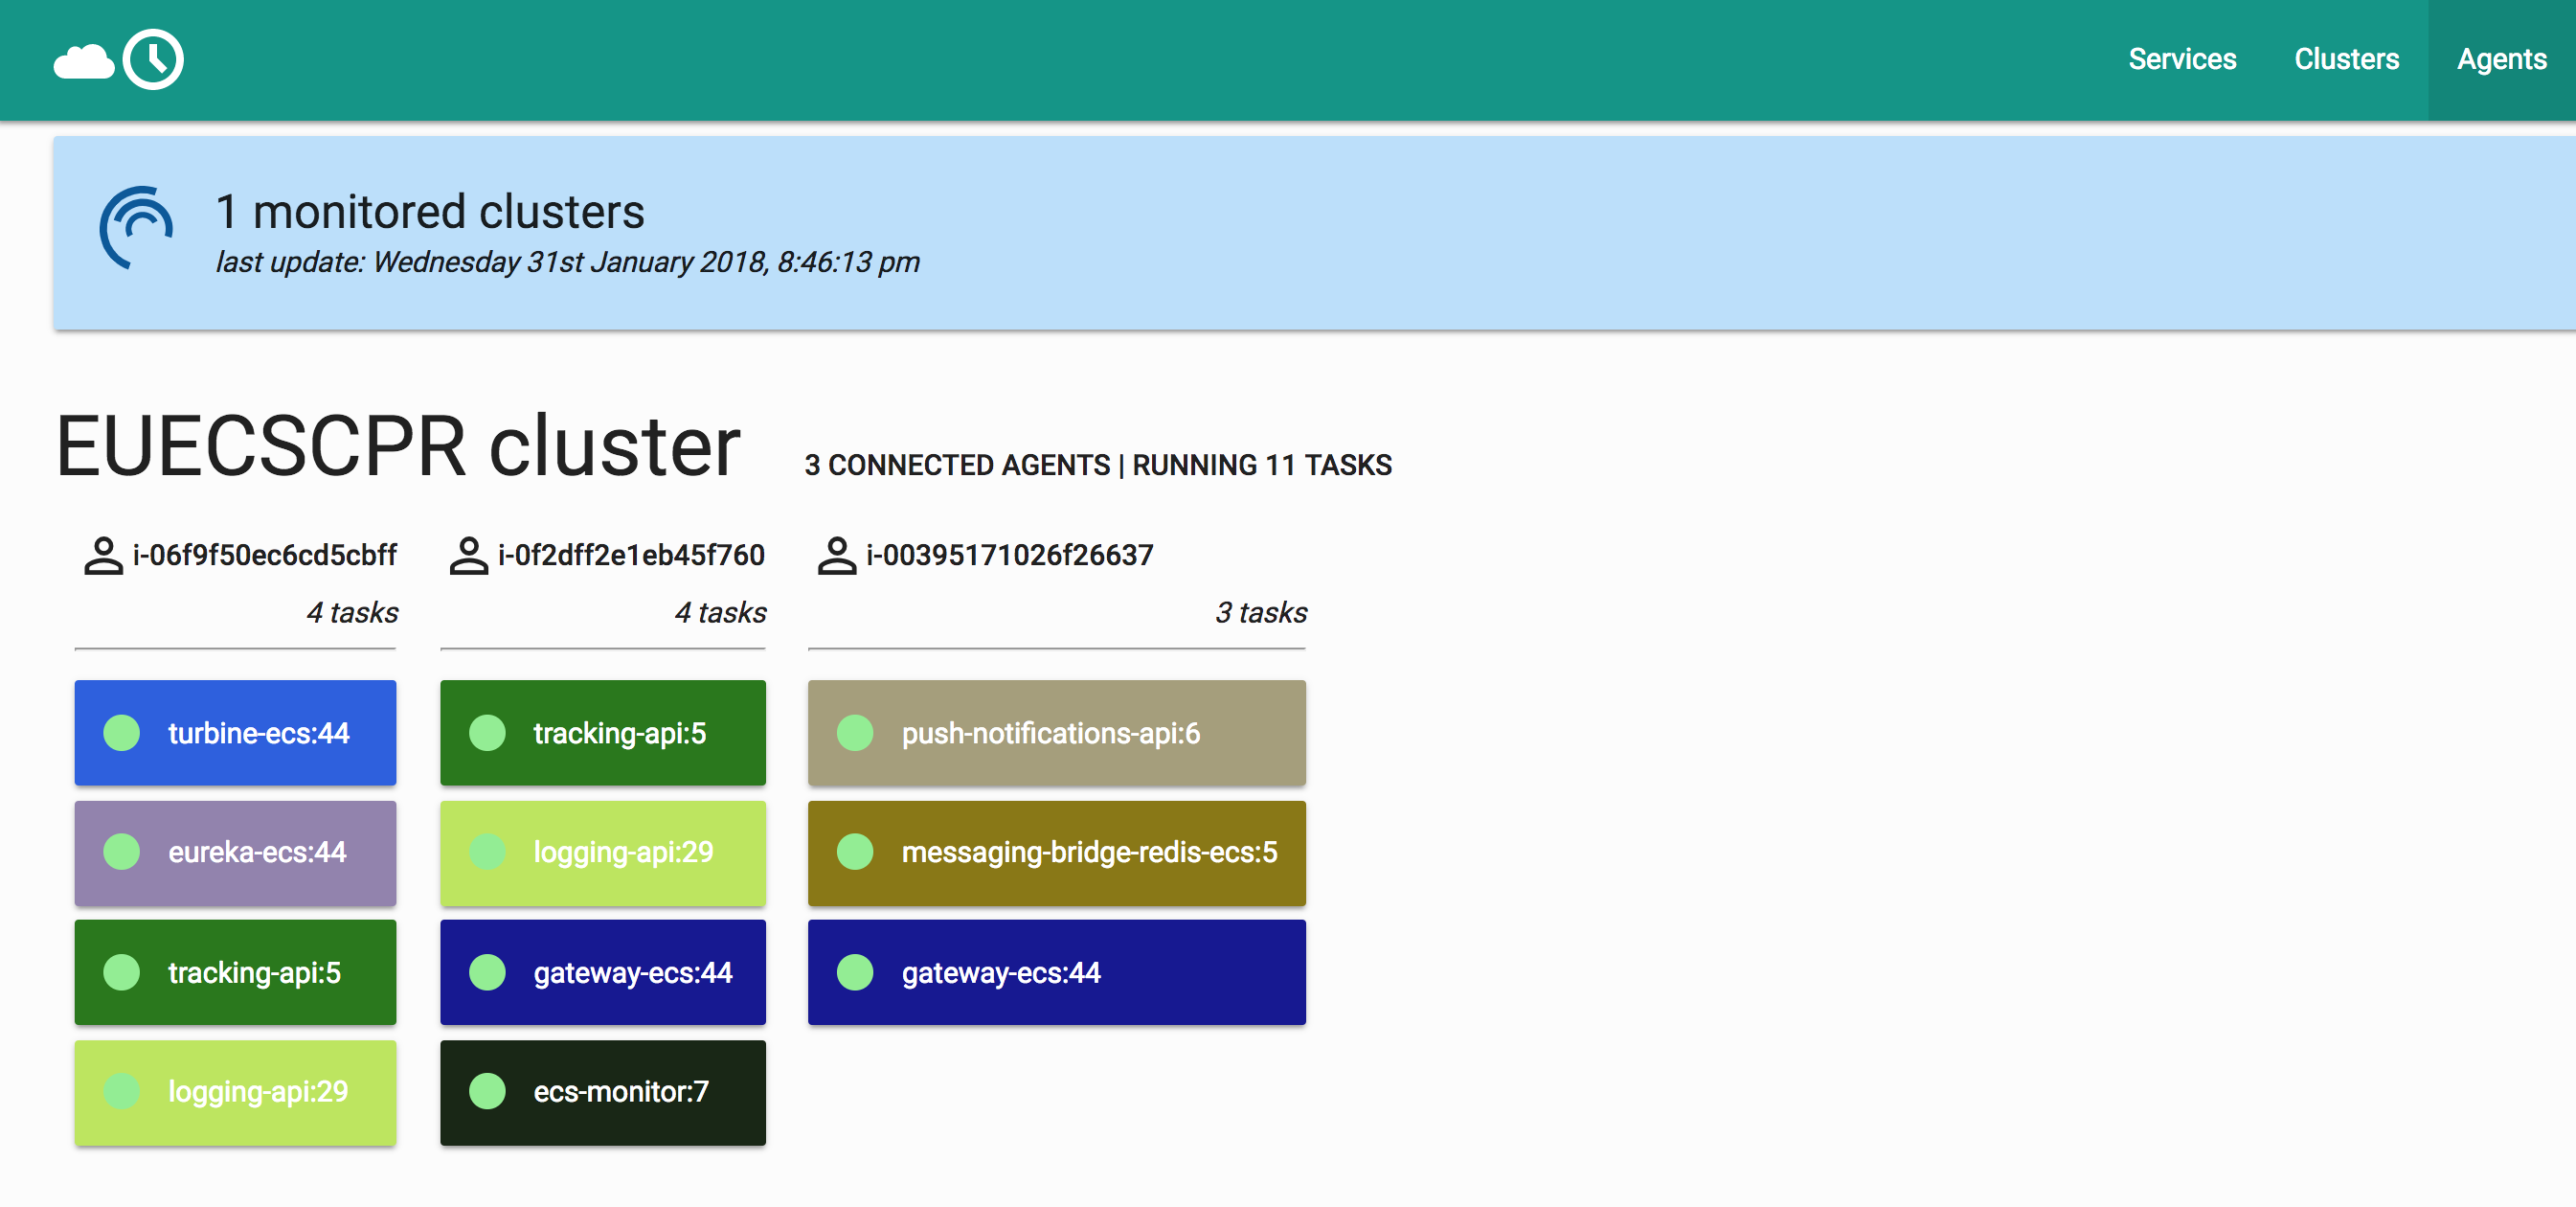 Services Clusters Agents
1 monitored clusters
last update: Wednesday 31st January 2018, 8:46:13 pm
EUECSCPR cluster 3 CONNECTED AGENTS | RUNNING 11 TASKS
i-06f9f50ec6cd5cbff
4 tasks
turbine-ecs:44
eureka-ecs:44
tracking-api:5
logging-api:29
i-0f2dff2e1eb45f760
4 tasks
tracking-api:5
logging-api:29
gateway-ecs:44
ecs-monitor:7
i-00395171026f26637
3 tasks
push-notifications-api:6
messaging-bridge-redis-ecs:5
gateway-ecs:44